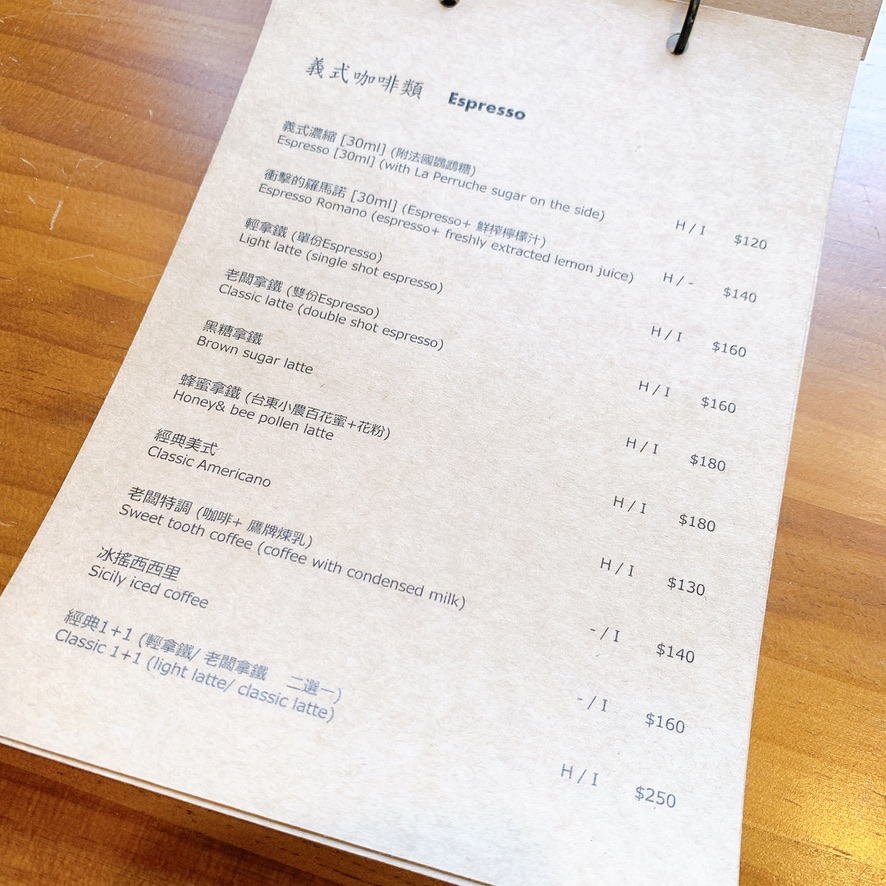 義式咖啡類 Espresso
義式濃縮 [30ml] (附法國鸚鵡糖)
Espresso [30ml] (with La Perruche sugar on the side)
H / I $120
衝擊的羅馬諾 [30ml] (Espresso+ 鮮榨檸檬汁)
Espresso Romano (espresso+ freshly extracted lemon juice)
H / - $140
輕拿鐵 (單份Espresso)
Light latte (single shot espresso)
H / I $160
老闆拿鐵 (雙份Espresso)
Classic latte (double shot espresso)
H / I $160
黑糖拿鐵
Brown sugar latte
H / I $180
蜂蜜拿鐵 (台東小農百花蜜+花粉)
Honey& bee pollen latte
H / I $180
經典美式
Classic Americano
H / I $130
老闆特調 (咖啡+ 鷹牌煉乳)
Sweet tooth coffee (coffee with condensed milk)
- / I $140
冰搖西西里
Sicily iced coffee
- / I $160
經典1+1 (輕拿鐵/ 老闆拿鐵 二選一)
Classic 1+1 (light latte/ classic latte)
H / I $250